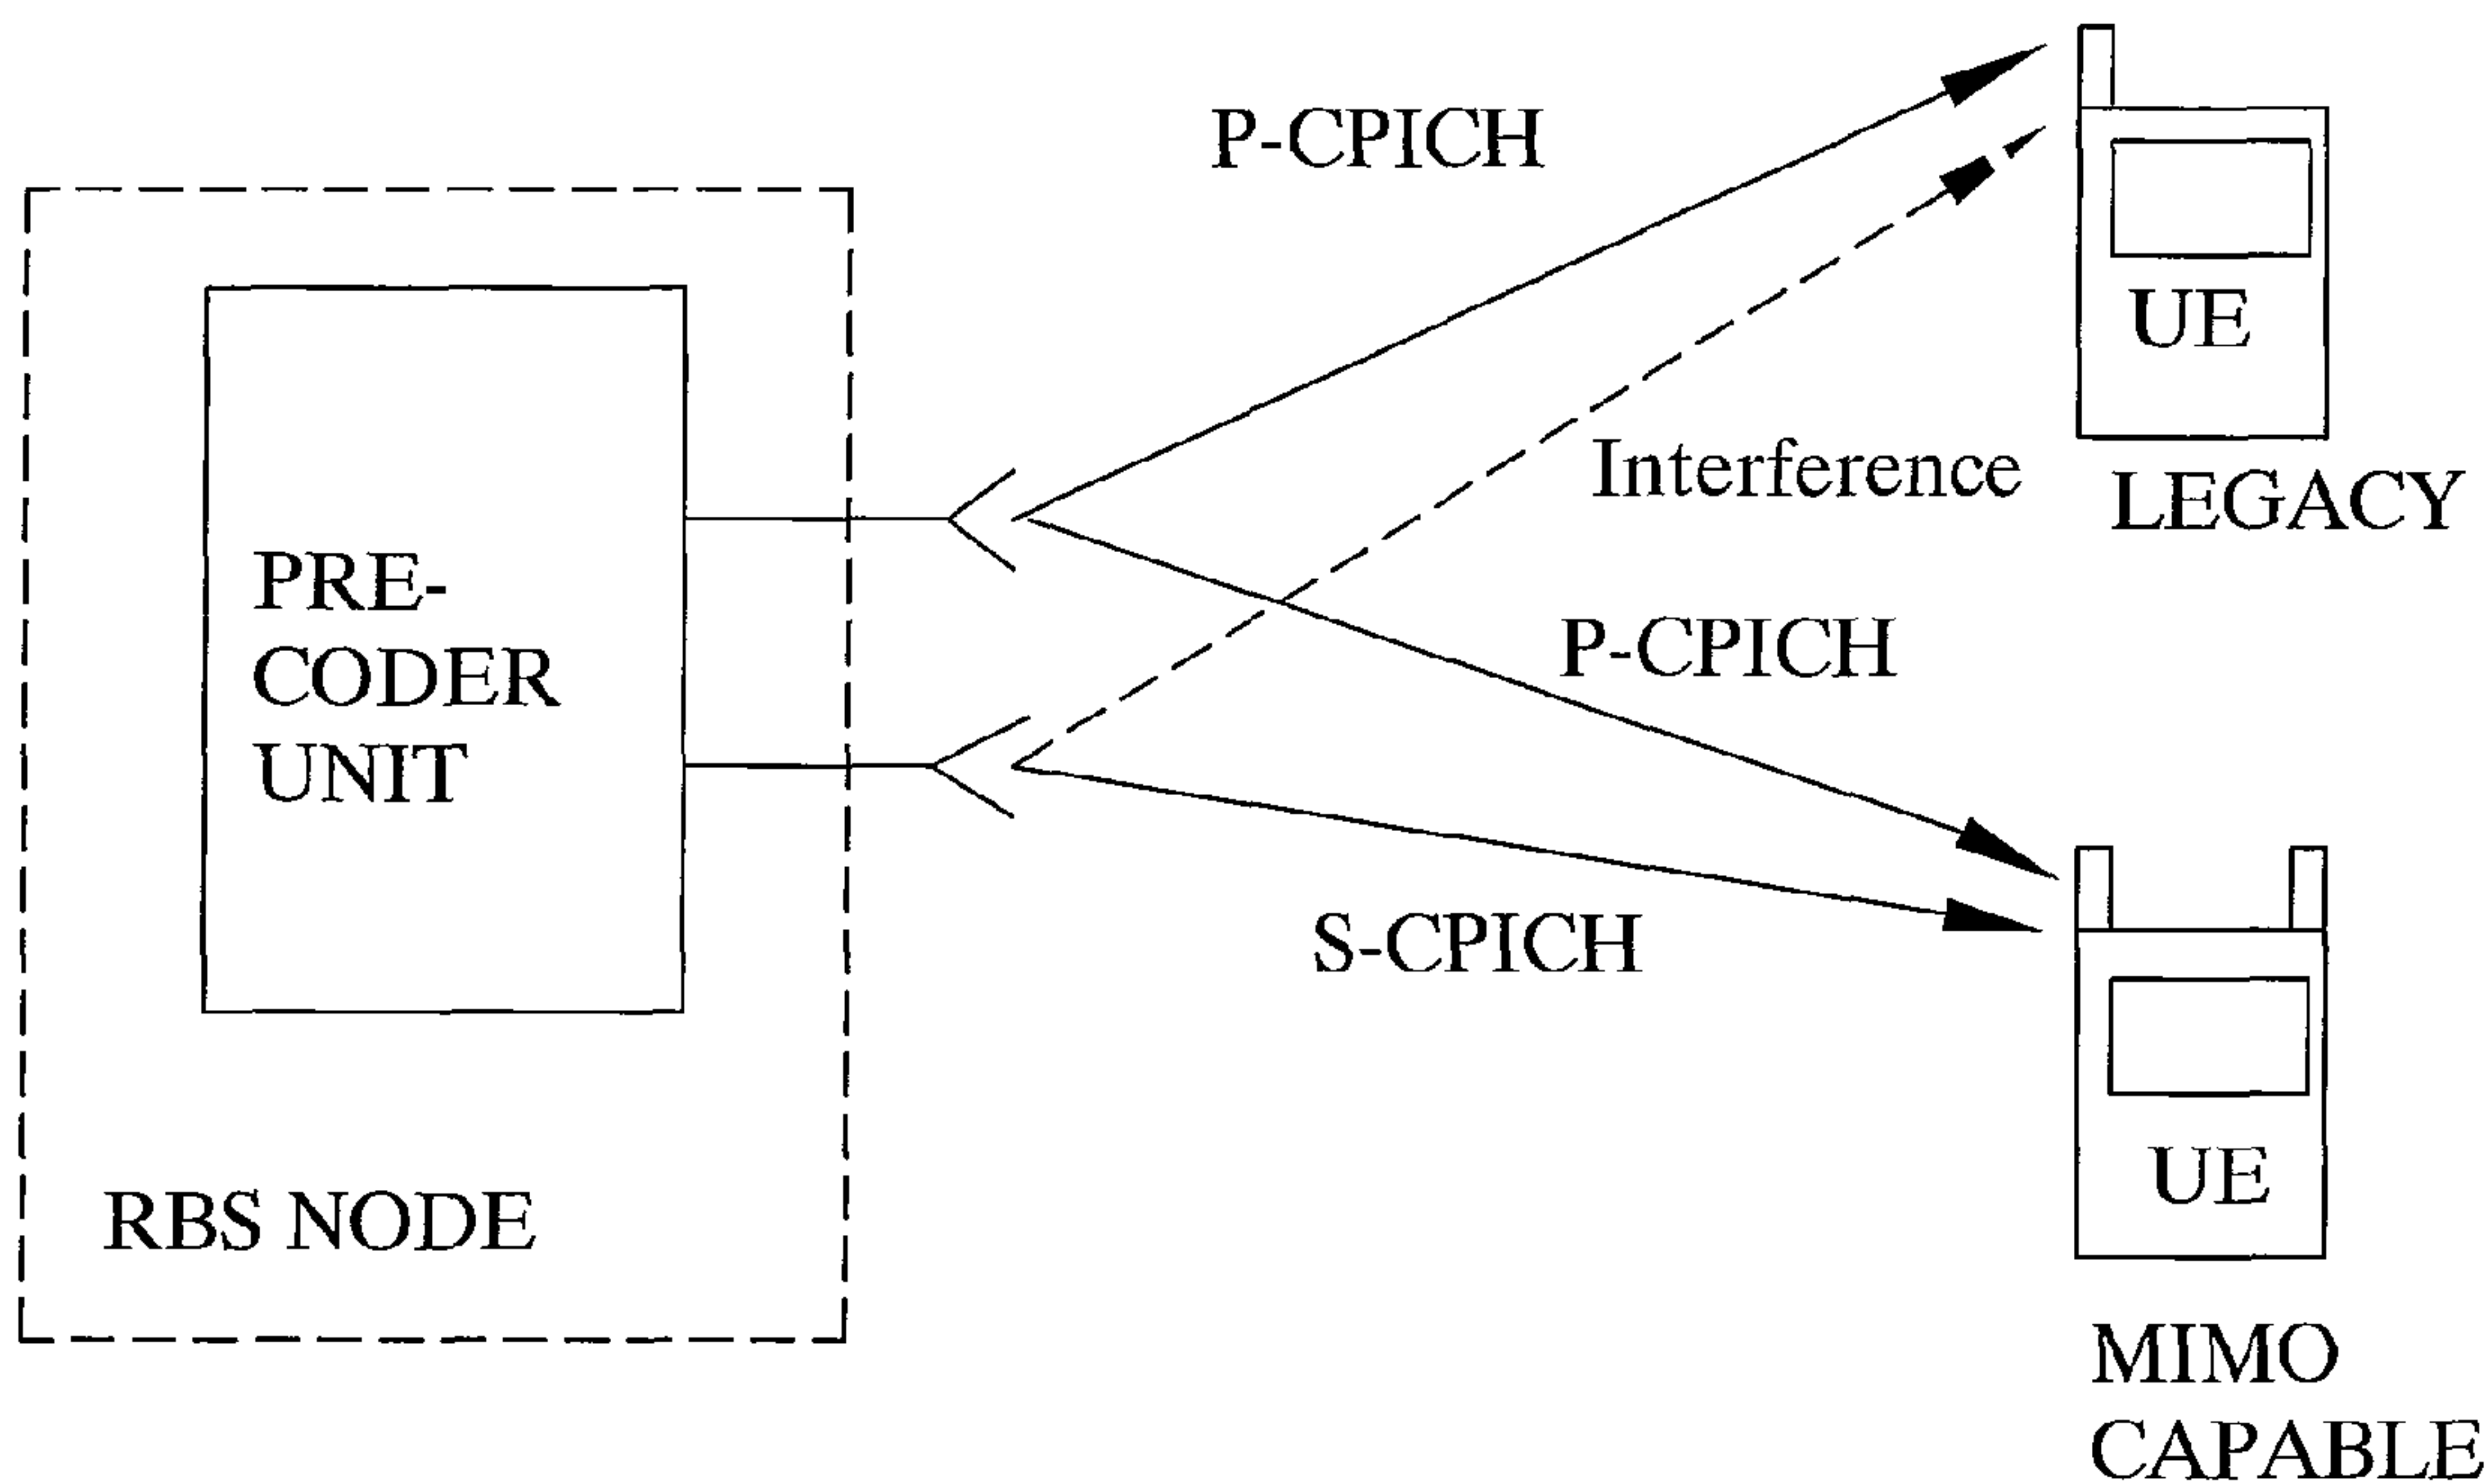 P-CPICH
UE
Interference
LEGACY
PRE-
CODER
UNIT
P-CPICH
S-CPICH
UE
RBS NODE
MIMO
CAPABLE